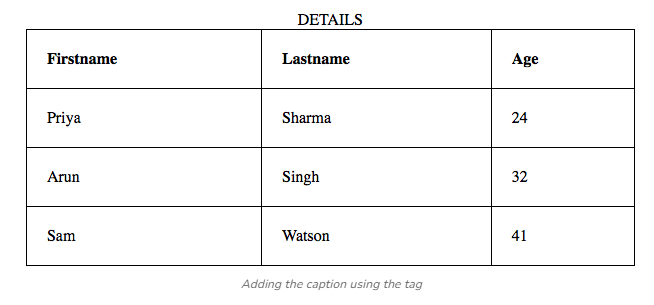 DETAILS
Firstname Lastname Age
Priya Sharma 24
Arun Singh 32
Sam Watson 41
Adding the caption using the tag